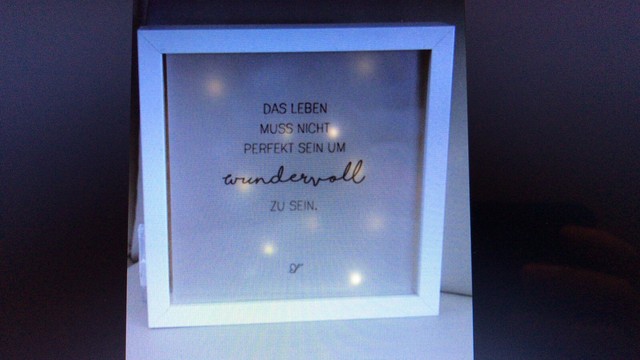 DAS LEBEN
MUSS NICHT
PERFEKT SEIN UM
wundervoll
ZU SEIN.